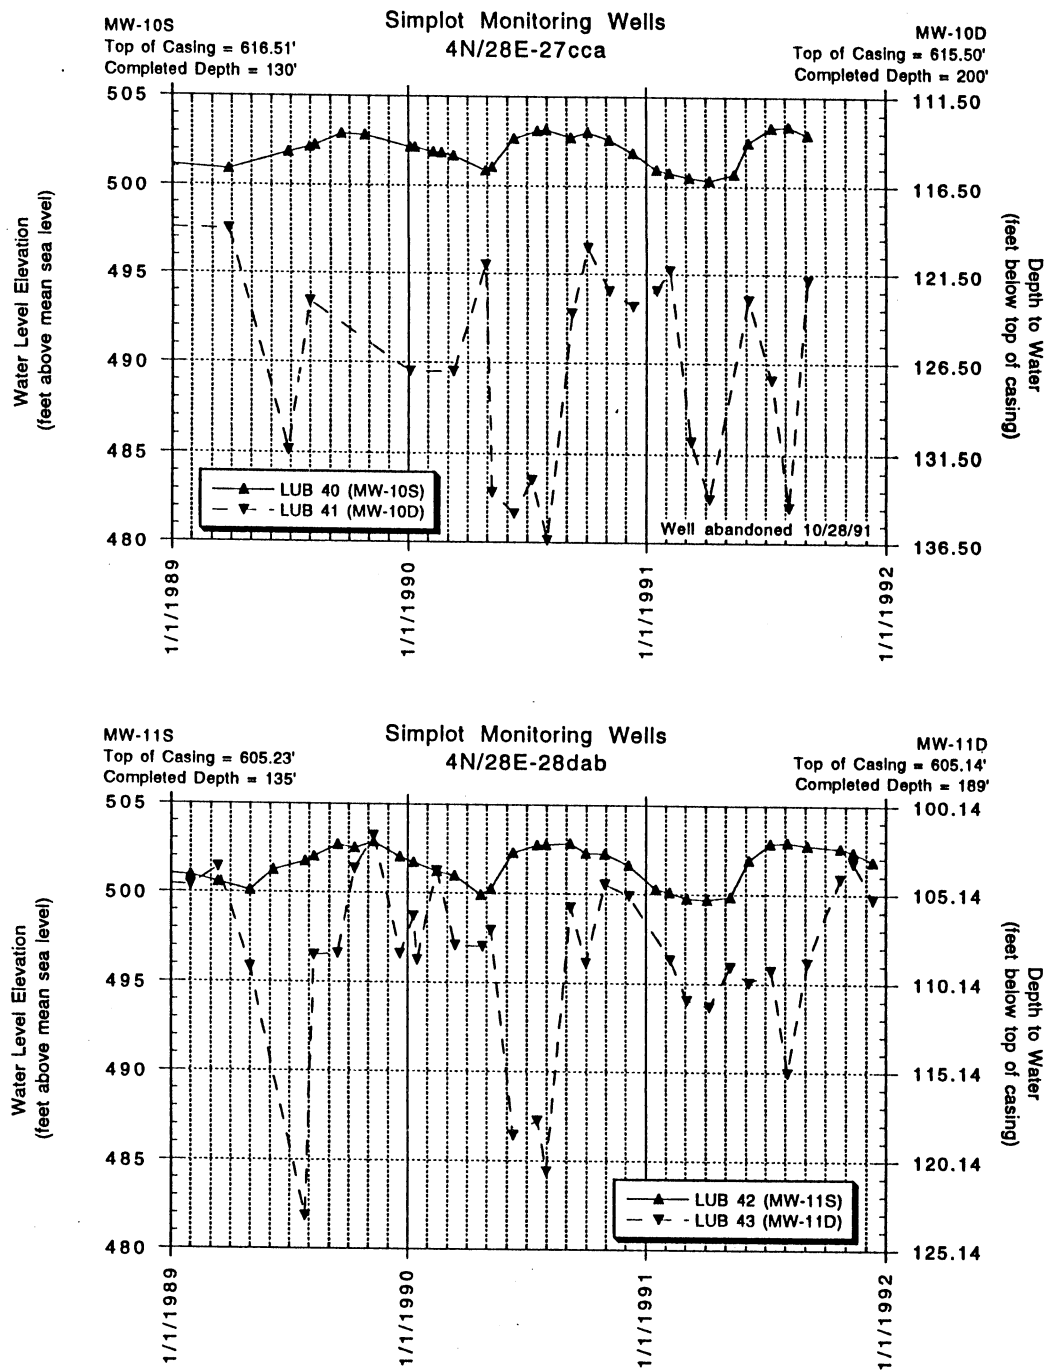 Simplot Monitoring Wells
4N/28E-27cca
MW-10S
Top of Casing = 616.51'
Completed Depth = 130'
MW-10D
Top of Casing = 615.50'
Completed Depth = 200'
505
500
495
490
485
480
Water Level Elevation
(feet above mean sea level)
111.50
116.50
121.50
126.50
131.50
136.50
Depth to Water
(feet below top of casing)
LUB 40 (MW-10S)
LUB 41 (MW-10D)
Well abandoned 10/28/91
1/1/1989
1/1/1990
1/1/1991
1/1/1992
Simplot Monitoring Wells
4N/28E-28dab
MW-11S
Top of Casing = 605.23'
Completed Depth = 135'
MW-11D
Top of Casing = 605.14'
Completed Depth = 189'
505
500
495
490
485
480
Water Level Elevation
(feet above mean sea level)
100.14
105.14
110.14
115.14
120.14
125.14
Depth to Water
(feet below top of casing)
LUB 42 (MW-11S)
LUB 43 (MW-11D)
1/1/1989
1/1/1990
1/1/1991
1/1/1992